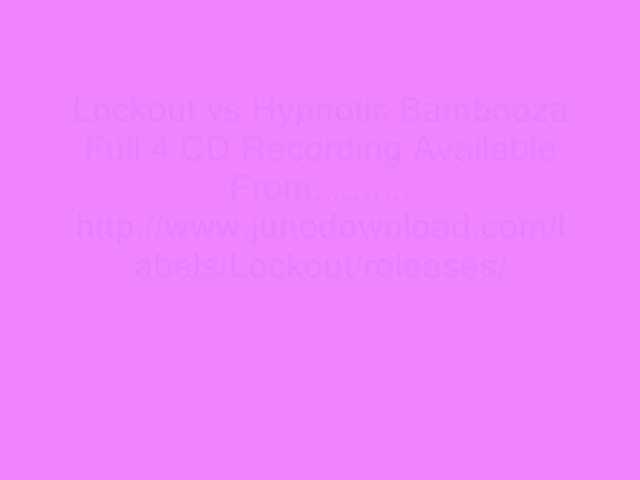 Lockout vs Hypnotic Bambooza
Full 4 CD Recording Available
From:..........
http://www.junodownload.com/l
abels/Lockout/releases/